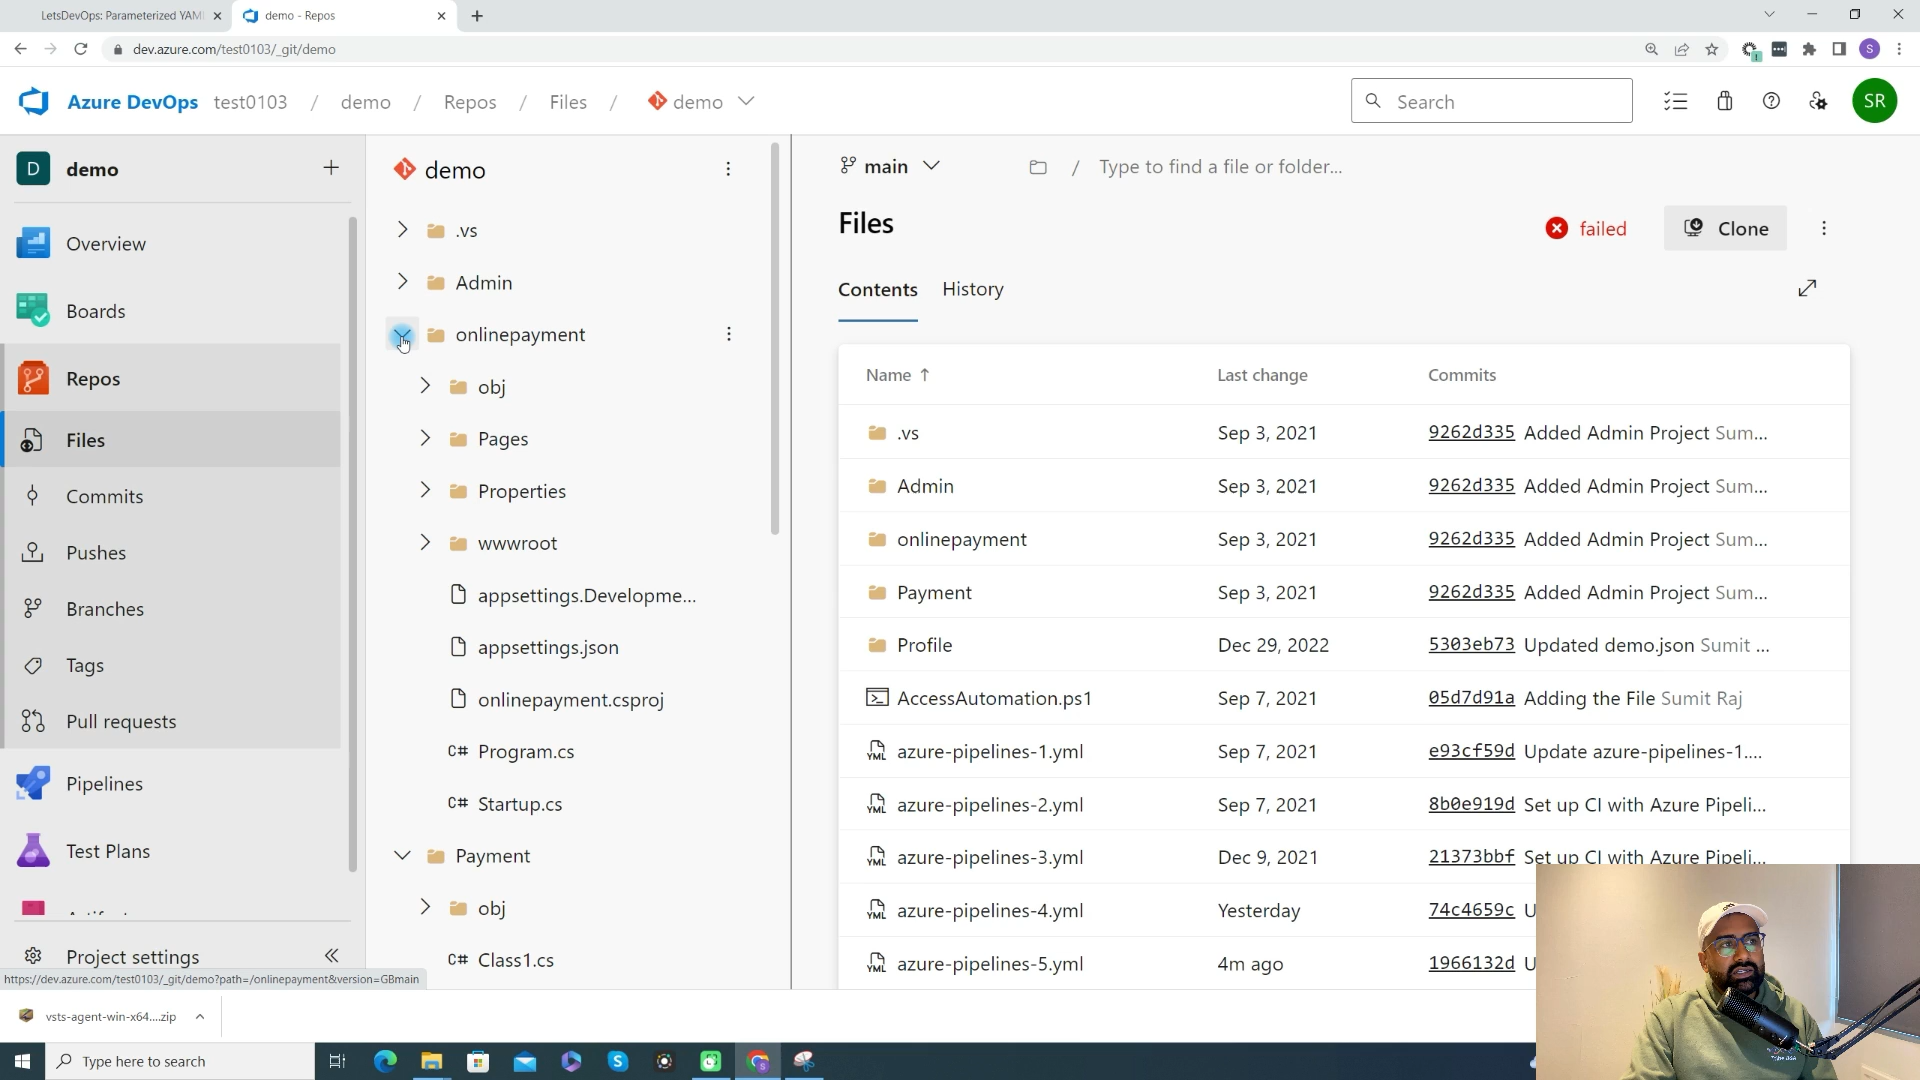 LetsDevOps: Parameterized YAM
demo - Repos
dev.azure.com/test0103/_git/demo
S
Azure DevOps test0103 / demo / Repos / Files / demo
Search
SR
D demo
Overview
Boards
Repos
Files
Commits
Pushes
Branches
Tags
Pull requests
Pipelines
Test Plans
Project settings
https://dev.azure.com/test0103/_git/demo?path=/onlinepayment&version=GBmain
demo
.vs
Admin
onlinepayment
obj
Pages
Properties
wwwroot
appsettings.Developme...
appsettings.json
onlinepayment.csproj
C# Program.cs
C# Startup.cs
Payment
obj
C# Class1.cs
main
/ Type to find a file or folder...
Files
failed
Clone
Contents History
Name ↑ Last change Commits
.vs Sep 3, 2021 9262d335 Added Admin Project Sum...
Admin Sep 3, 2021 9262d335 Added Admin Project Sum...
onlinepayment Sep 3, 2021 9262d335 Added Admin Project Sum...
Payment Sep 3, 2021 9262d335 Added Admin Project Sum...
Profile Dec 29, 2022 5303eb73 Updated demo.json Sumit ...
AccessAutomation.ps1 Sep 7, 2021 05d7d91a Adding the File Sumit Raj
YML azure-pipelines-1.yml Sep 7, 2021 e93cf59d Update azure-pipelines-1....
YML azure-pipelines-2.yml Sep 7, 2021 8b0e919d Set up CI with Azure Pipeli...
YML azure-pipelines-3.yml Dec 9, 2021 21373bbf Set up CI with Azure Pipeli...
YML azure-pipelines-4.yml Yesterday 74c4659c U
YML azure-pipelines-5.yml 4m ago 1966132d U
vsts-agent-win-x64....zip
Type here to search